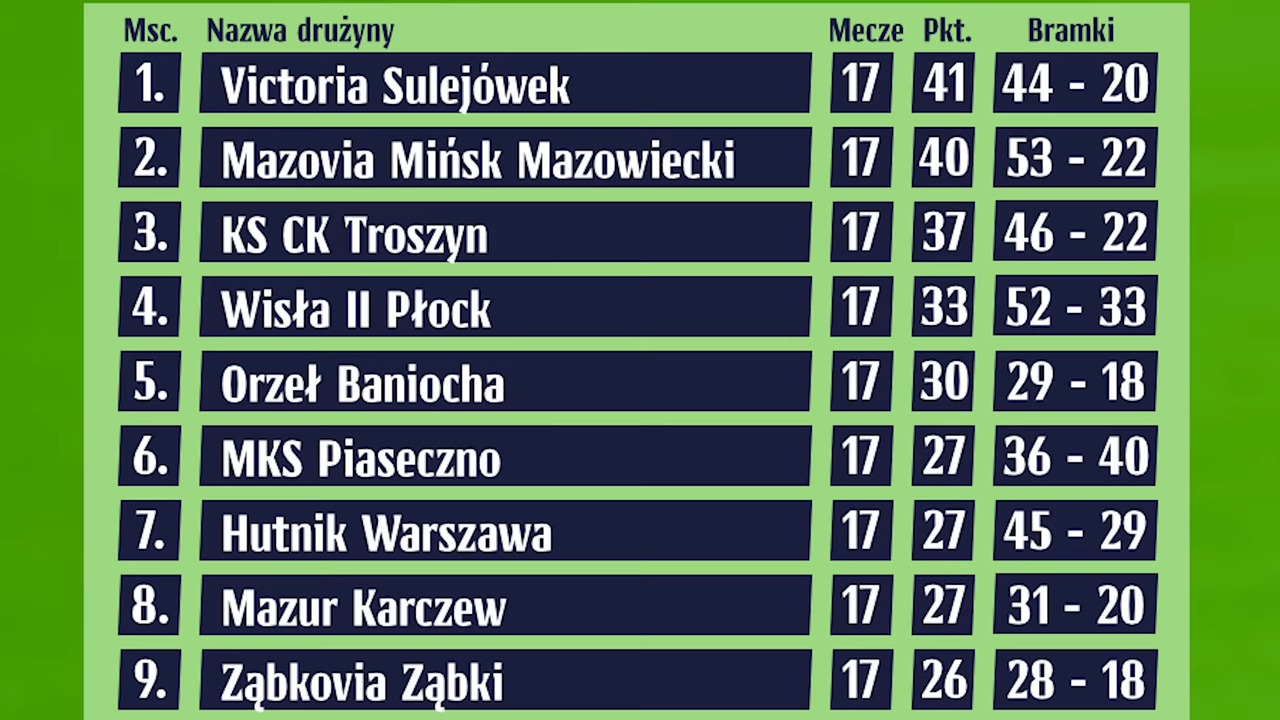 Msc. Nazwa drużyny Mecze Pkt. Bramki
1. Victoria Sulejówek 17 41 44 - 20
2. Mazovia Mińsk Mazowiecki 17 40 53 - 22
3. KS CK Troszyn 17 37 46 - 22
4. Wisła II Płock 17 33 52 - 33
5. Orzeł Baniocha 17 30 29 - 18
6. MKS Piaseczno 17 27 36 - 40
7. Hutnik Warszawa 17 27 45 - 29
8. Mazur Karczew 17 27 31 - 20
9. Ząbkovia Ząbki 17 26 28 - 18